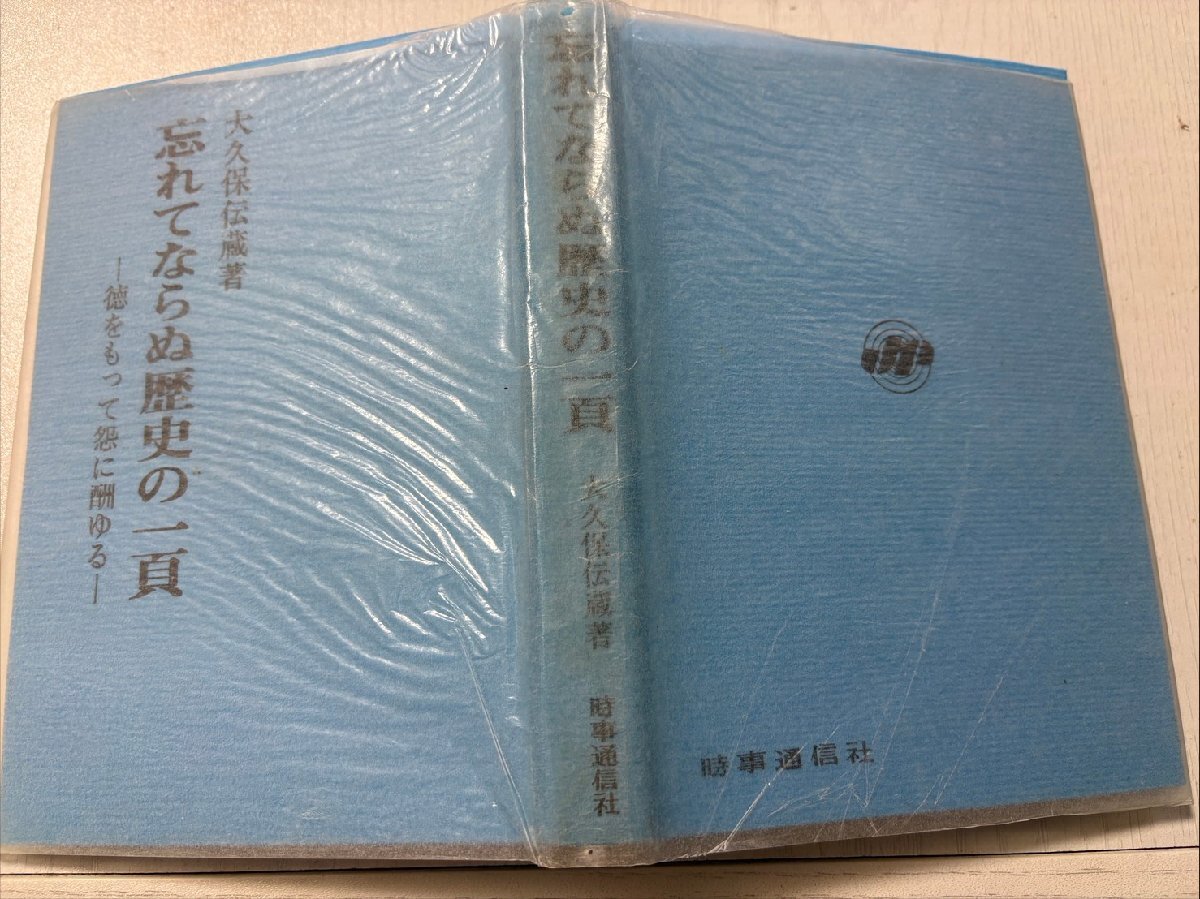 大久保伝蔵著
忘れてならぬ歴史の一頁
―徳をもって怨に酬ゆる―
忘れてならぬ歴史の一頁
大久保伝蔵著
時事通信社
時事通信社